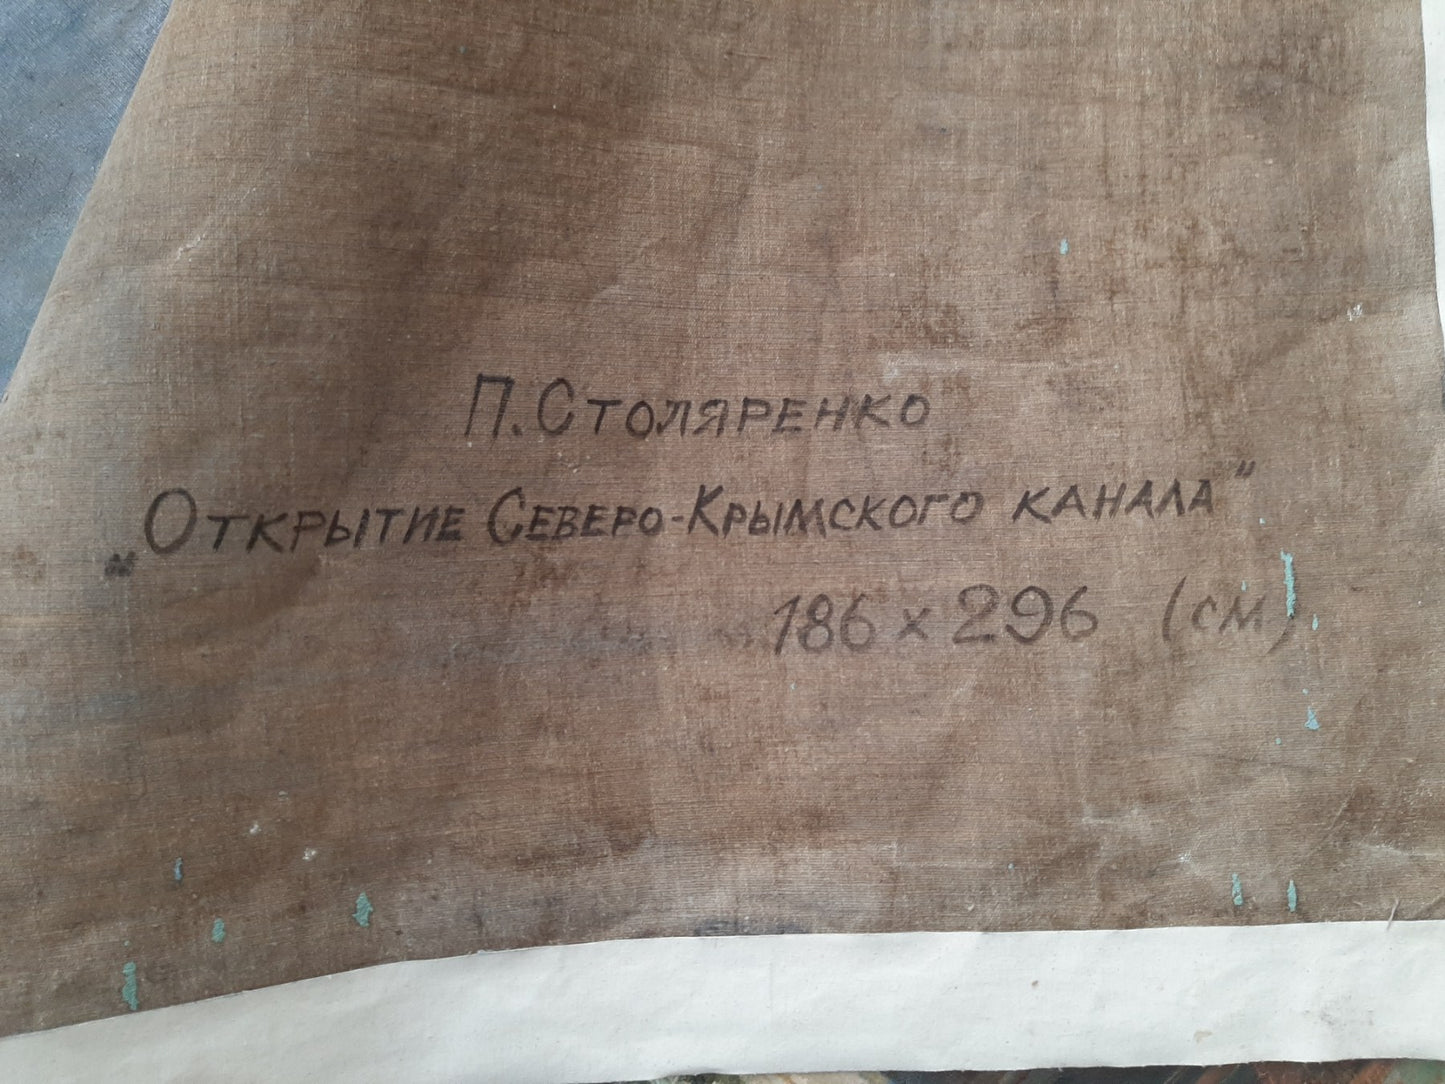 П. Столяренко
„Открытие Северо-Крымского канала"
186 x 296 (см)